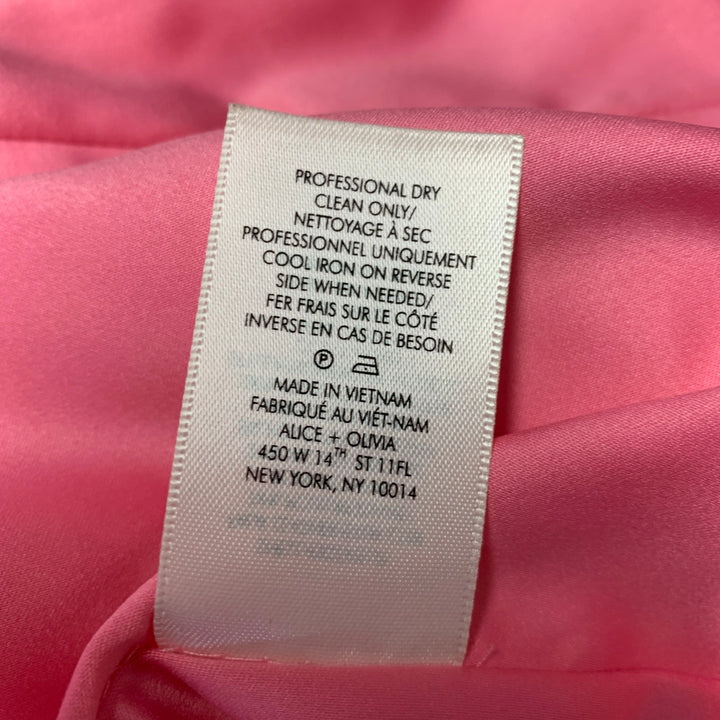 PROFESSIONAL DRY
CLEAN ONLY/
NETTOYAGE À SEC
PROFESSIONNEL UNIQUEMENT
COOL IRON ON REVERSE
SIDE WHEN NEEDED/
FER FRAIS SUR LE CÔTÉ
INVERSE EN CAS DE BESOIN
P
MADE IN VIETNAM
FABRIQUÉ AU VIÊT-NAM
ALICE + OLIVIA
450 W 14TH ST 11FL
NEW YORK, NY 10014